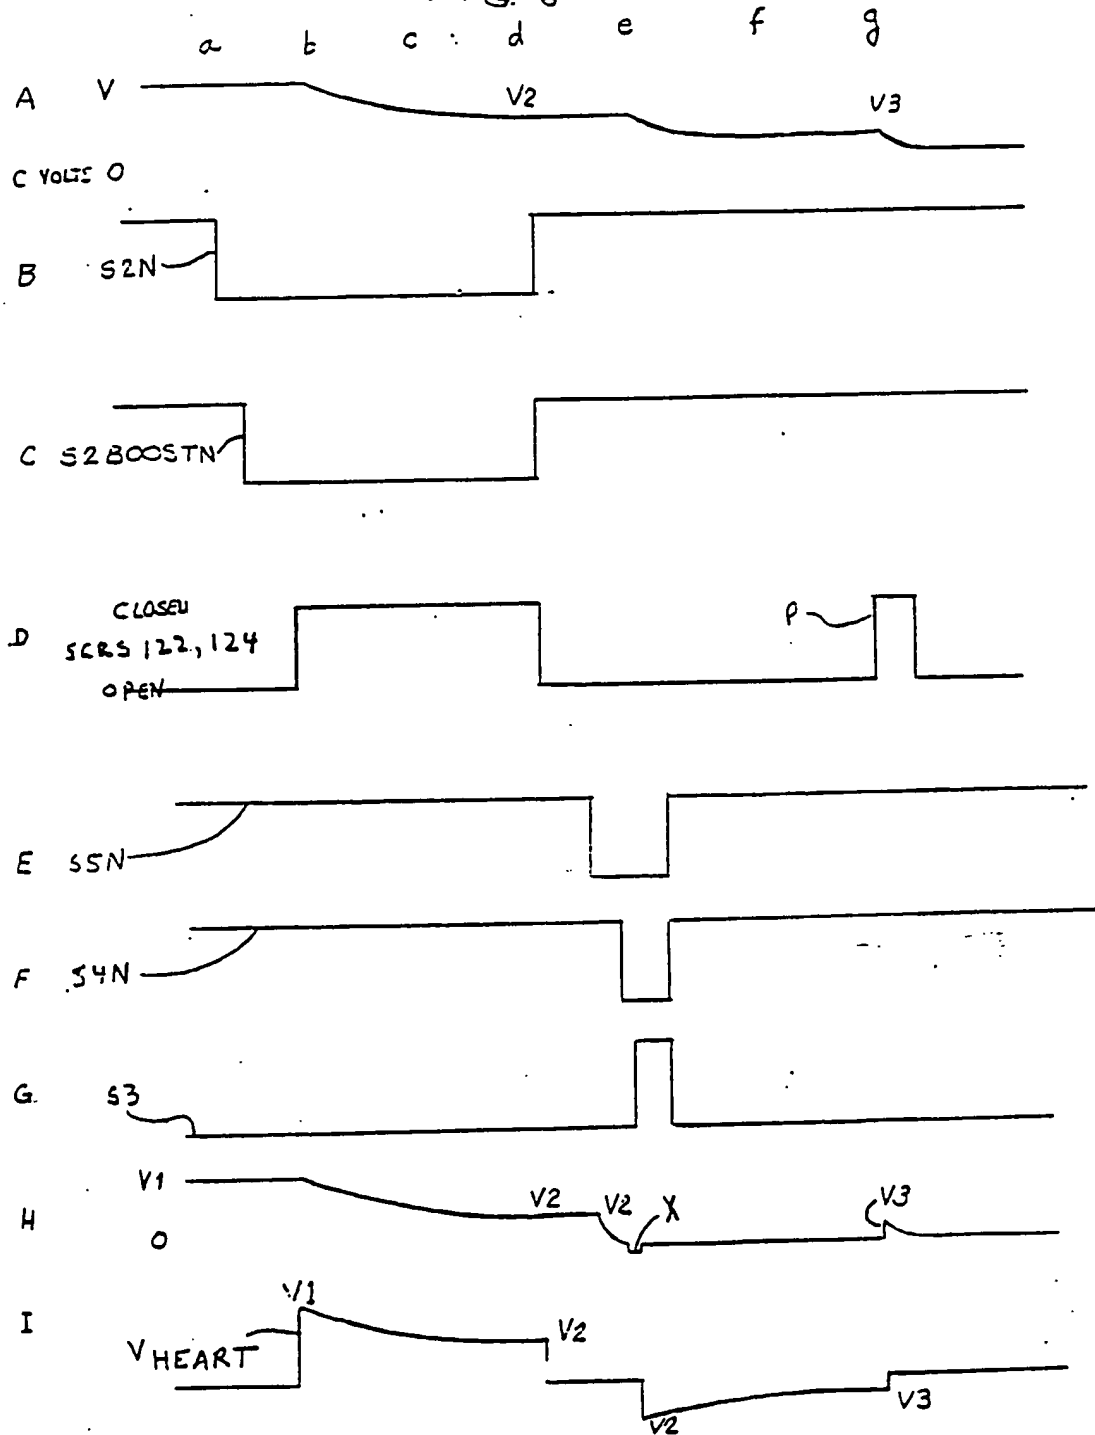 a b c d e f g
A V V2 V3
C VOLTS 0
B S2N
C S2BOOSTN
CLOSED
D SCRS 122, 124 P
OPEN
E S5N
F S4N
G. S3
V1 V2 V2 X V3
H
0
V1
I V2
V HEART
V3
V2